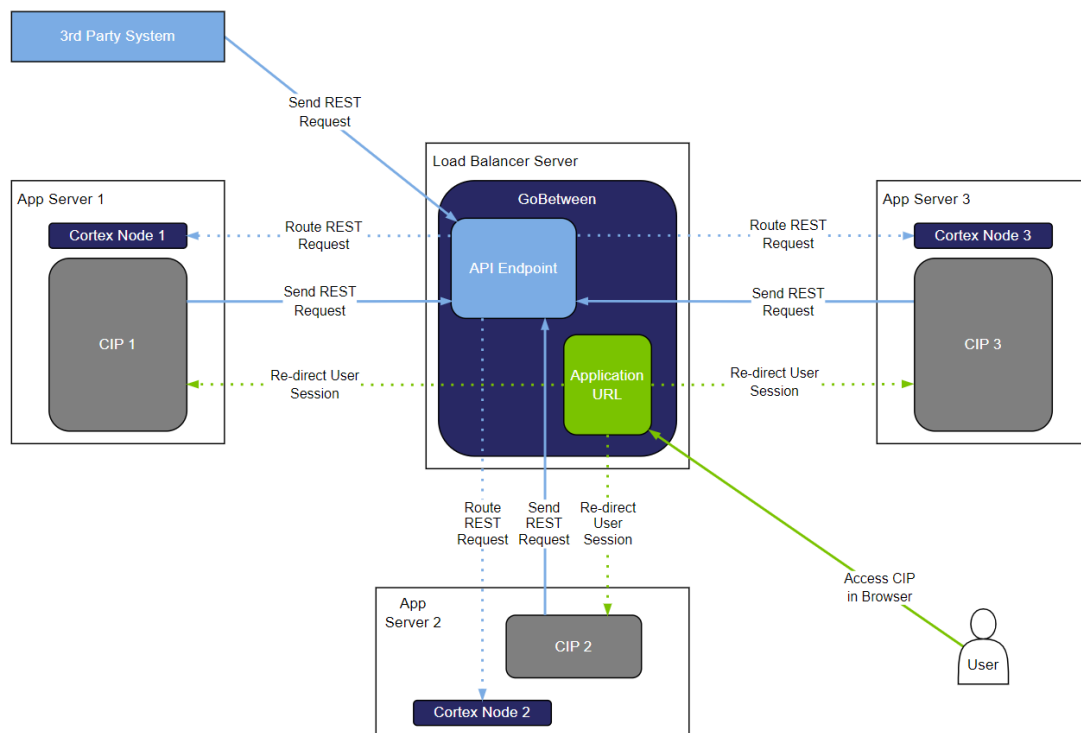 3rd Party System
Send REST
Request
Load Balancer Server
GoBetween
App Server 1
App Server 3
Cortex Node 1
Route REST
Request
API Endpoint
Route REST
Request
Cortex Node 3
Send REST
Request
Send REST
Request
CIP 1
CIP 3
Re-direct User
Session
Application
URL
Re-direct User
Session
Route
REST
Request
Send
REST
Request
Re-direct
User
Session
Access CIP
in Browser
App
Server 2
CIP 2
User
Cortex Node 2